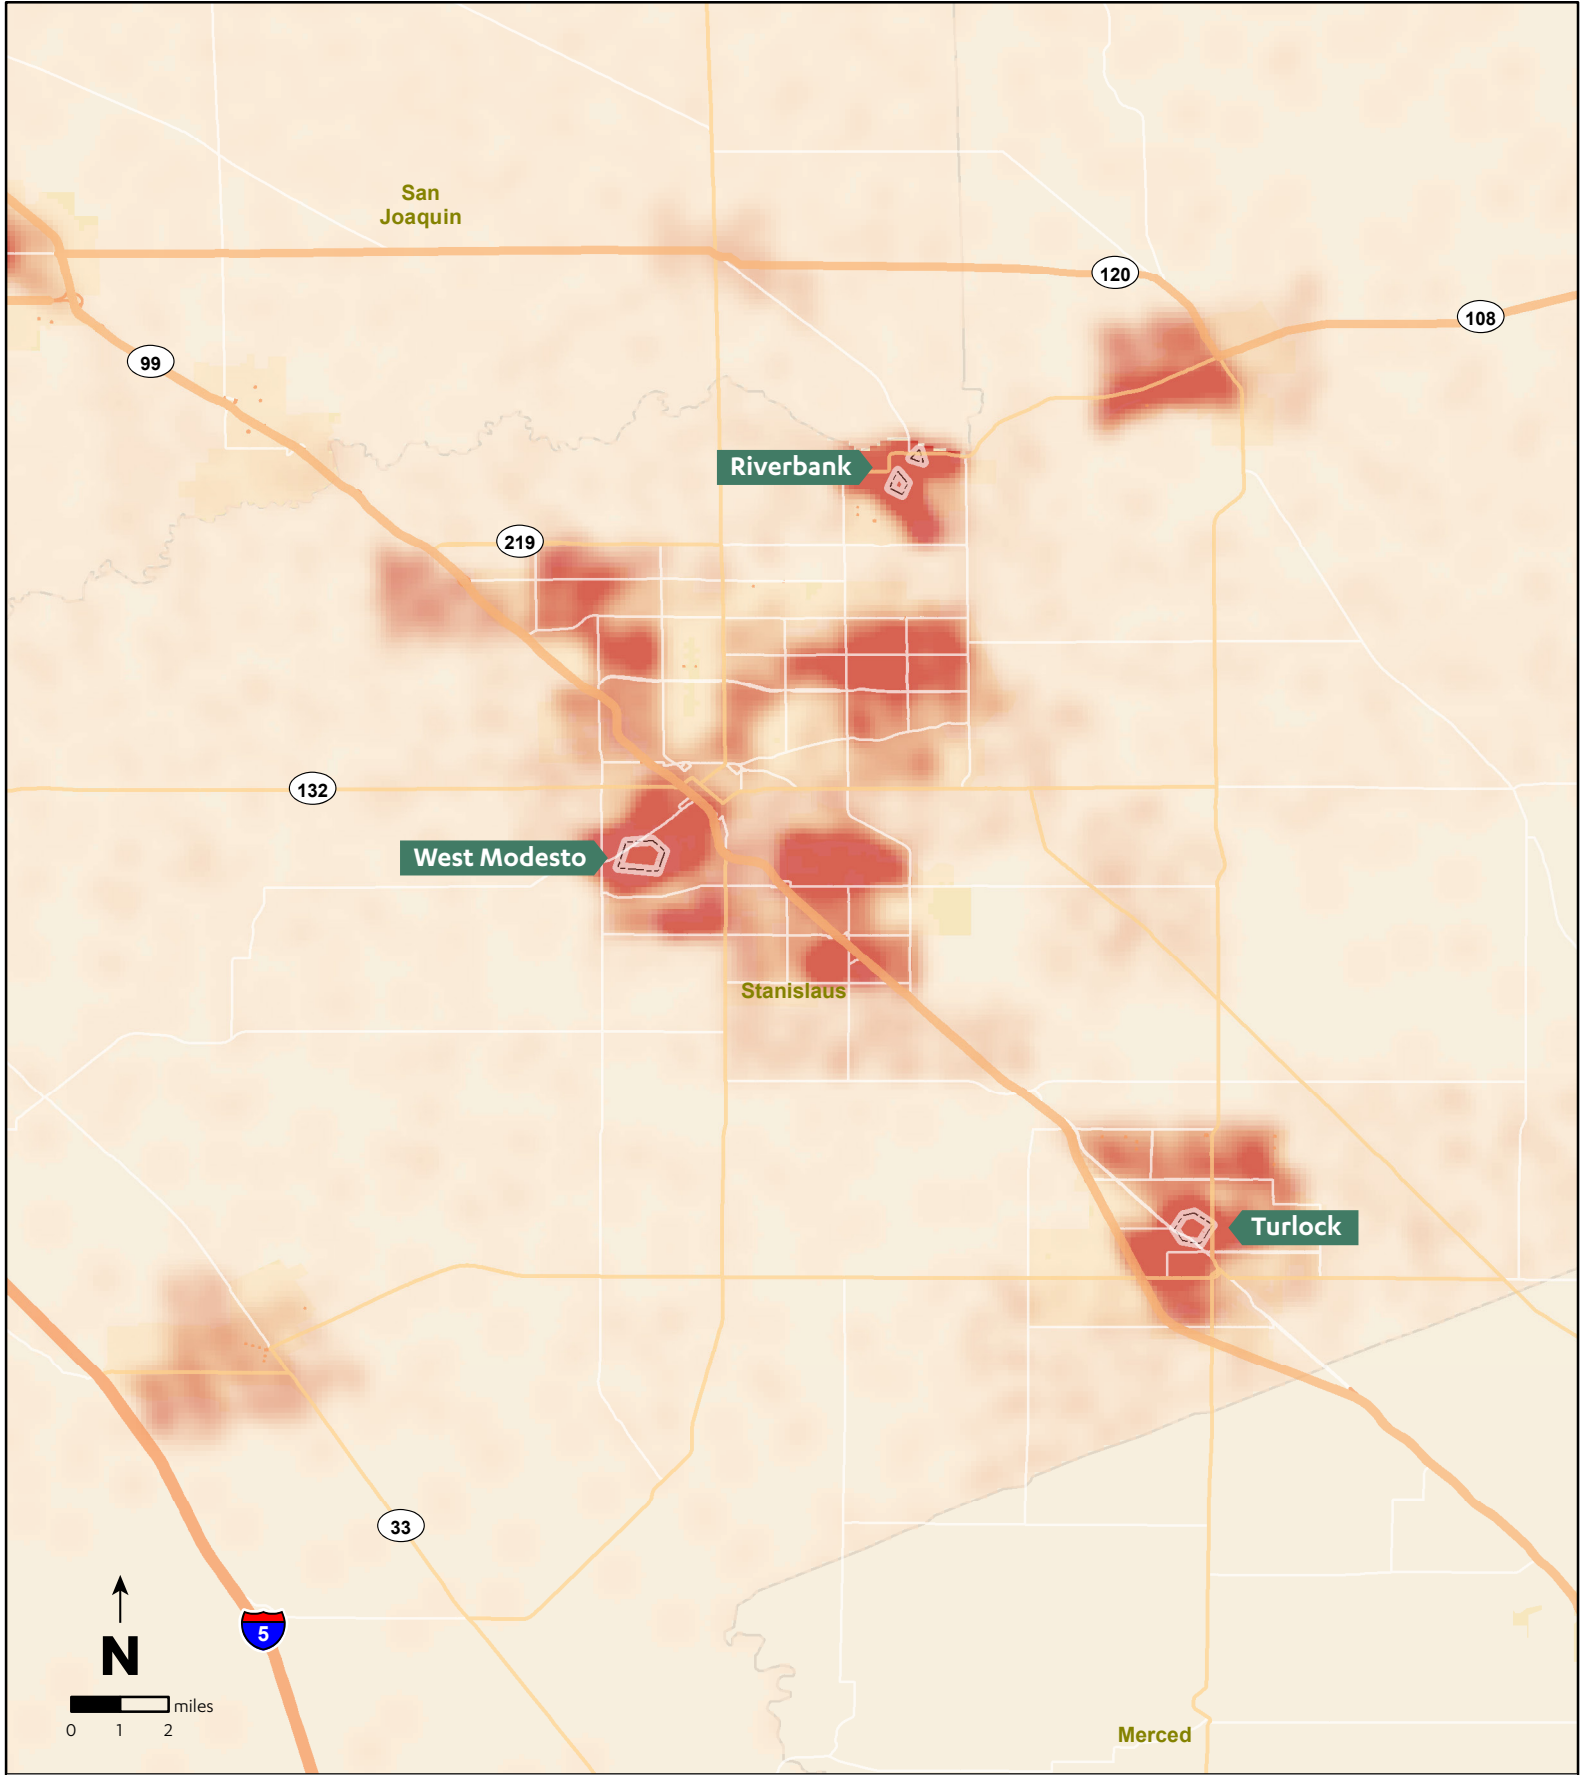 San
Joaquin
120
108
99
Riverbank
219
132
West Modesto
Stanislaus
Turlock
33
5
N
miles
0 1 2
Merced